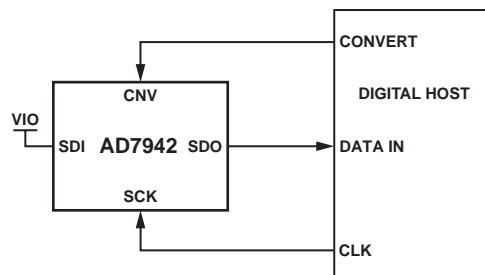 CONVERT
CNV
DIGITAL HOST
VIO
SDI AD7942 SDO
DATA IN
SCK
CLK